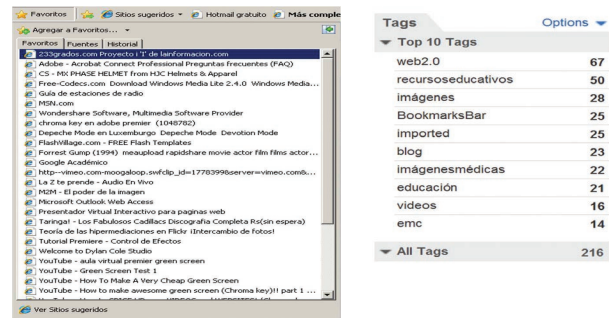 Favoritos Sitios sugeridos Hotmail gratuito Más comple
Agregar a Favoritos...
Favoritos Fuentes Historial
233grados.com Proyecto i 'I' de lainformacion.com
Adobe - Acrobat Connect Professional Preguntas frecuentes (FAQ)
CS - MX PHASE HELMET from HJC Helmets & Apparel
Free-Codecs.com Download Windows Media Lite 2.4.0 Windows Media...
Guía de estaciones de radio
MSN.com
Wondershare Software, Multimedia Software Provider
chroma key en adobe premier (1048782)
Depeche Mode en Luxemburgo Depeche Mode Devotion Mode
FlashVillage.com - FREE Flash Templates
Forrest Gump (1994) meaupload rapidshare movie actor film films actor...
Google Académico
http--vimeo.com-moogaloop.swfclip_id=17783998server=vimeo.com&...
La Z te prende - Audio En Vivo
M2M - El poder de la imagen
Microsoft Outlook Web Access
Presentador Virtual Interactivo para paginas web
Taringa! - Los Fabulosos Cadillacs Discografia Completa Rs(sin espera)
Teoría de las hipermediaciones en Flickr iIntercambio de fotos!
Tutorial Premiere - Control de Efectos
Welcome to Dylan Cole Studio
YouTube - aula virtual premier green screen
YouTube - Green Screen Test 1
YouTube - How To Make A Very Cheap Green Screen
YouTube - How to make awesome green screen (Chroma key)!! part 1 ...
Ver Sitios sugeridos
Tags Options
Top 10 Tags
web2.0 67
recursoseducativos 50
imágenes 28
BookmarksBar 25
imported 25
blog 23
imágenesmédicas 22
educación 21
videos 16
emc 14
All Tags 216